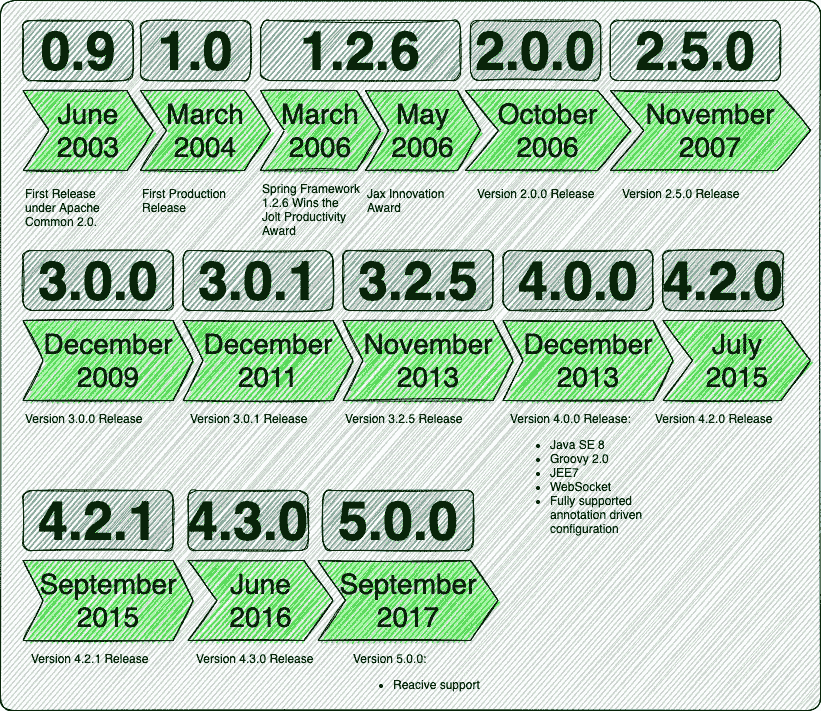 0.9 1.0 1.2.6 2.0.0 2.5.0
June
2003
March
2004
March
2006
May
2006
October
2006
November
2007
First Release
under Apache
Common 2.0.
First Production
Release
Spring Framework
1.2.6 Wins the
Jolt Productivity
Award
Jax Innovation
Award
Version 2.0.0 Release
Version 2.5.0 Release
3.0.0 3.0.1 3.2.5 4.0.0 4.2.0
December
2009
December
2011
November
2013
December
2013
July
2015
Version 3.0.0 Release
Version 3.0.1 Release
Version 3.2.5 Release
Version 4.0.0 Release:
• Java SE 8
• Groovy 2.0
• JEE7
• WebSocket
• Fully supported
annotation driven
configuration
Version 4.2.0 Release
4.2.1 4.3.0 5.0.0
September
2015
June
2016
September
2017
Version 4.2.1 Release
Version 4.3.0 Release
Version 5.0.0:
• Reacive support